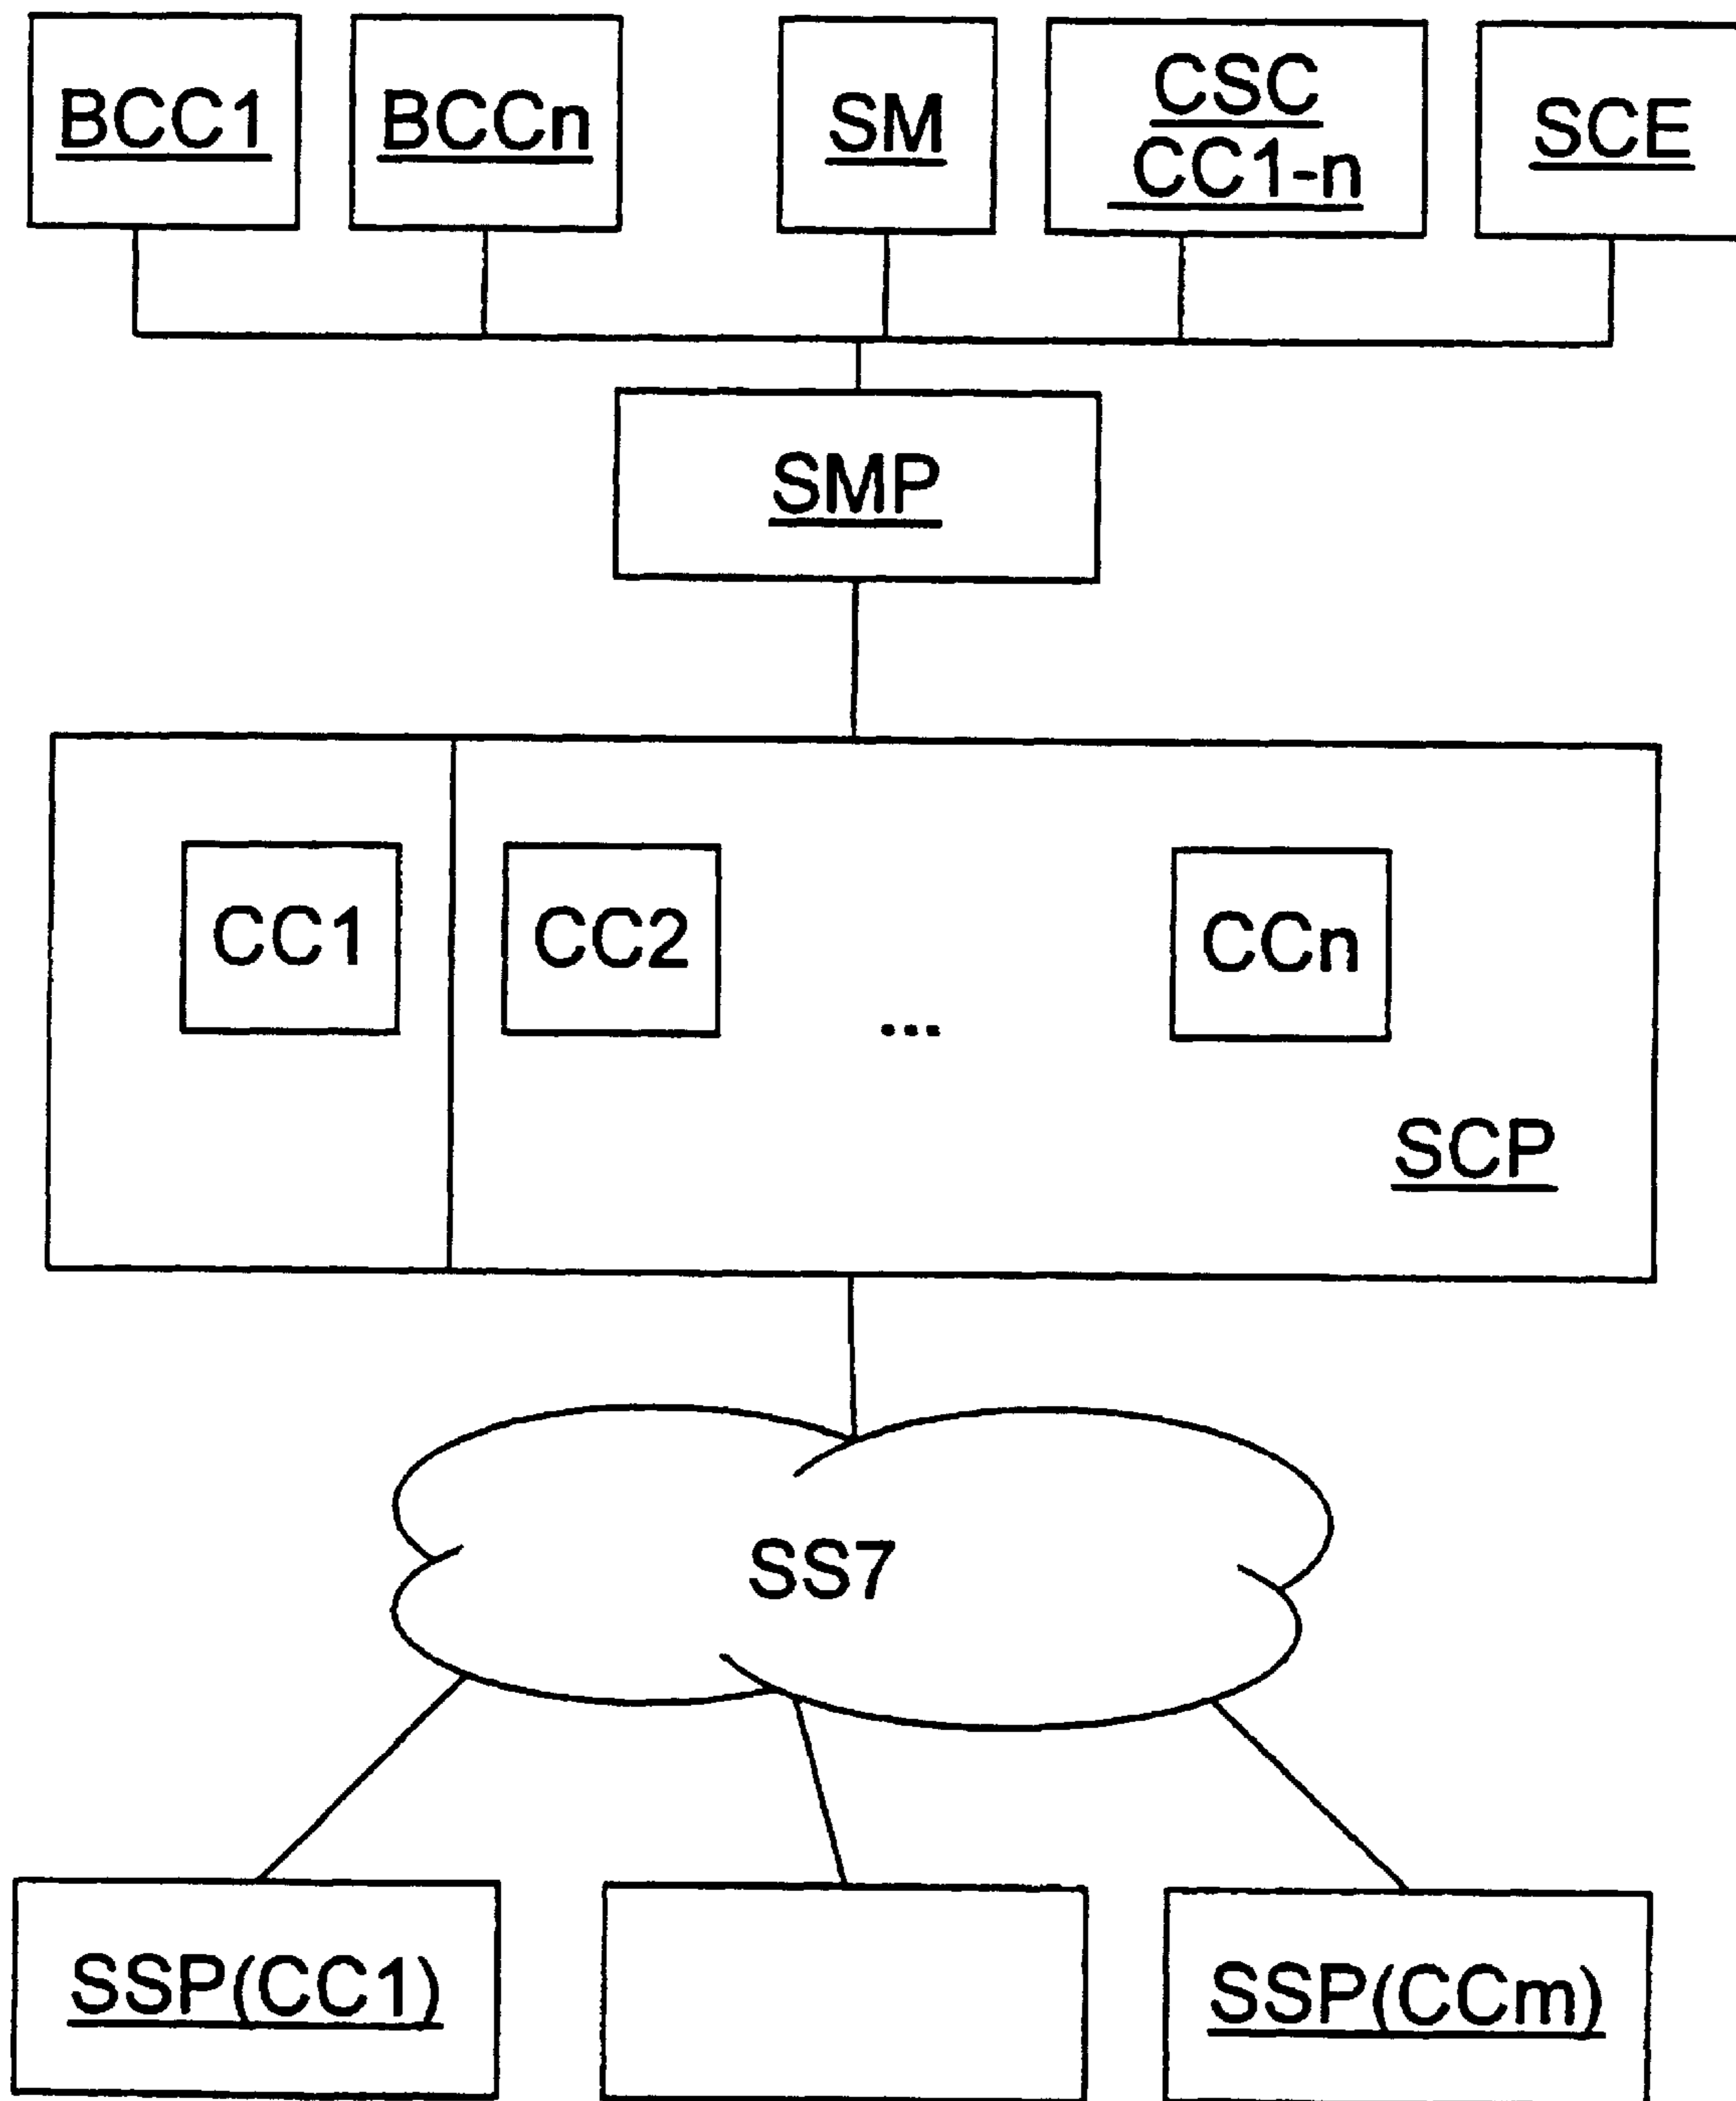 BCC1
BCCn
SM
CSC
CC1-n
SCE
SMP
CC1
CC2
...
CCn
SCP
SS7
SSP(CC1)
SSP(CCm)